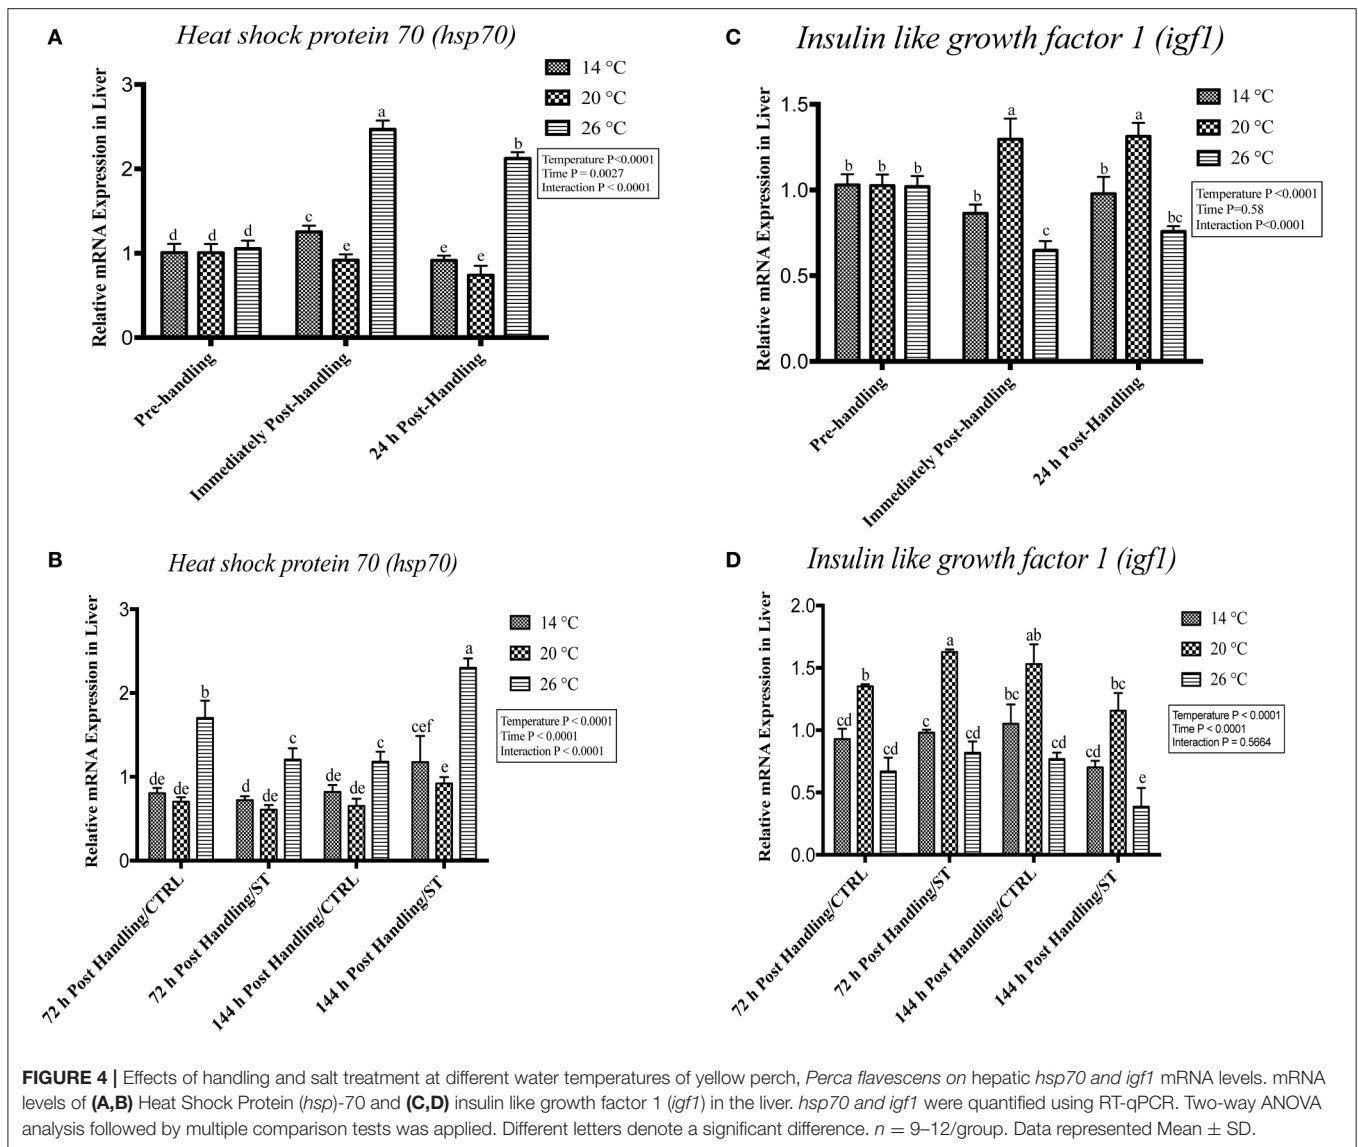 A
Heat shock protein 70 (hsp70)
Relative mRNA Expression in Liver
3
2
1
0
14 °C
20 °C
26 °C
Temperature P<0.0001
Time P = 0.0027
Interaction P < 0.0001
d d d
c e a
e e b
Pre-handling
Immediately Post-handling
24 h Post-Handling
C
Insulin like growth factor 1 (igf1)
Relative mRNA Expression in Liver
1.5
1.0
0.5
0.0
14 °C
20 °C
26 °C
Temperature P <0.0001
Time P=0.58
Interaction P<0.0001
b b b
b a c
b a bc
Pre-handling
Immediately Post-handling
24 h Post-Handling
B
Heat shock protein 70 (hsp70)
Relative mRNA Expression in Liver
3
2
1
0
14 °C
20 °C
26 °C
Temperature P < 0.0001
Time P < 0.0001
Interaction P < 0.0001
de de b
d de c
de de c
cef e a
72 h Post Handling/CTRL
72 h Post Handling/ST
144 h Post Handling/CTRL
144 h Post Handling/ST
D
Insulin like growth factor 1 (igf1)
Relative mRNA Expression in Liver
2.0
1.5
1.0
0.5
0.0
14 °C
20 °C
26 °C
Temperature P < 0.0001
Time P < 0.0001
Interaction P = 0.5664
cd b cd
c a cd
bc ab cd
cd bc e
72 h Post Handling/CTRL
72 h Post Handling/ST
144 h Post Handling/CTRL
144 h Post Handling/ST
FIGURE 4 | Effects of handling and salt treatment at different water temperatures of yellow perch, Perca flavescens on hepatic hsp70 and igf1 mRNA levels. mRNA
levels of (A,B) Heat Shock Protein (hsp)-70 and (C,D) insulin like growth factor 1 (igf1) in the liver. hsp70 and igf1 were quantified using RT-qPCR. Two-way ANOVA
analysis followed by multiple comparison tests was applied. Different letters denote a significant difference. n = 9–12/group. Data represented Mean ± SD.